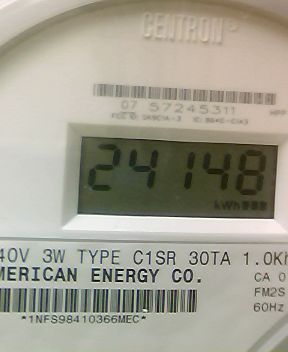 CENTRON®
07 57245311
24148
kWh
40V 3W TYPE C1SR 30TA 1.0Kh
MERICAN ENERGY CO.
CA 0
FM2S
60Hz
*1NFS98410366MEC*